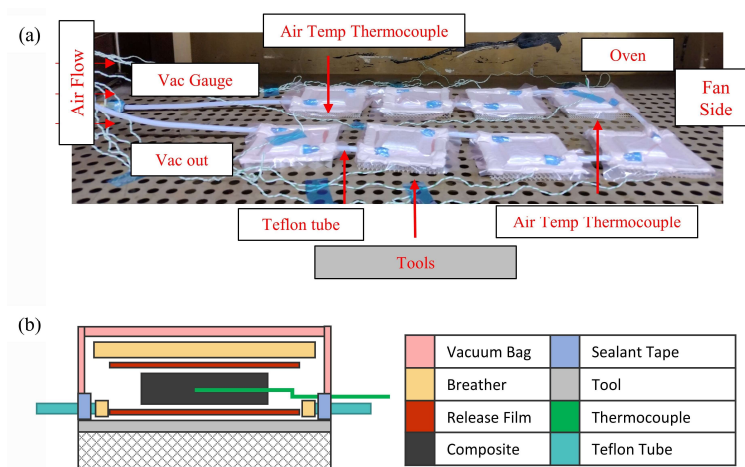 (a)
Air Temp Thermocouple
Oven
Air Flow
Vac Gauge
Fan
Side
Vac out
Teflon tube
Air Temp Thermocouple
Tools
(b)
Vacuum Bag
Sealant Tape
Breather
Tool
Release Film
Thermocouple
Composite
Teflon Tube